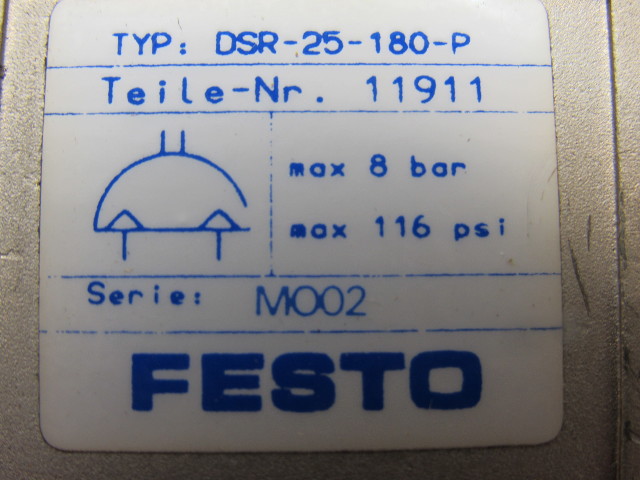 TYP: DSR-25-180-P
Teile-Nr. 11911
max 8 bar
max 116 psi
Serie: M002
FESTO